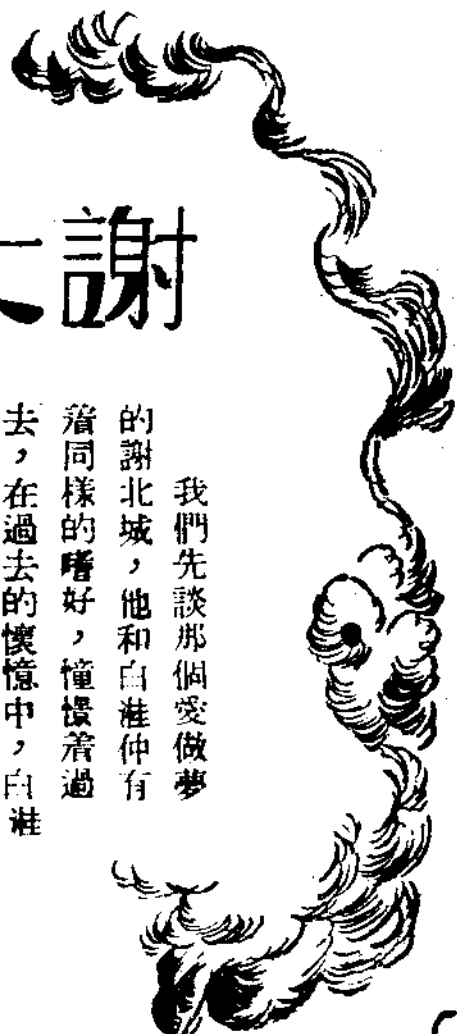 謝
我們先談那個愛做夢
的謝北城，他和白滩仲有
着同樣的嗜好，憧憬着過
去，在過去的懷憶中，白滩